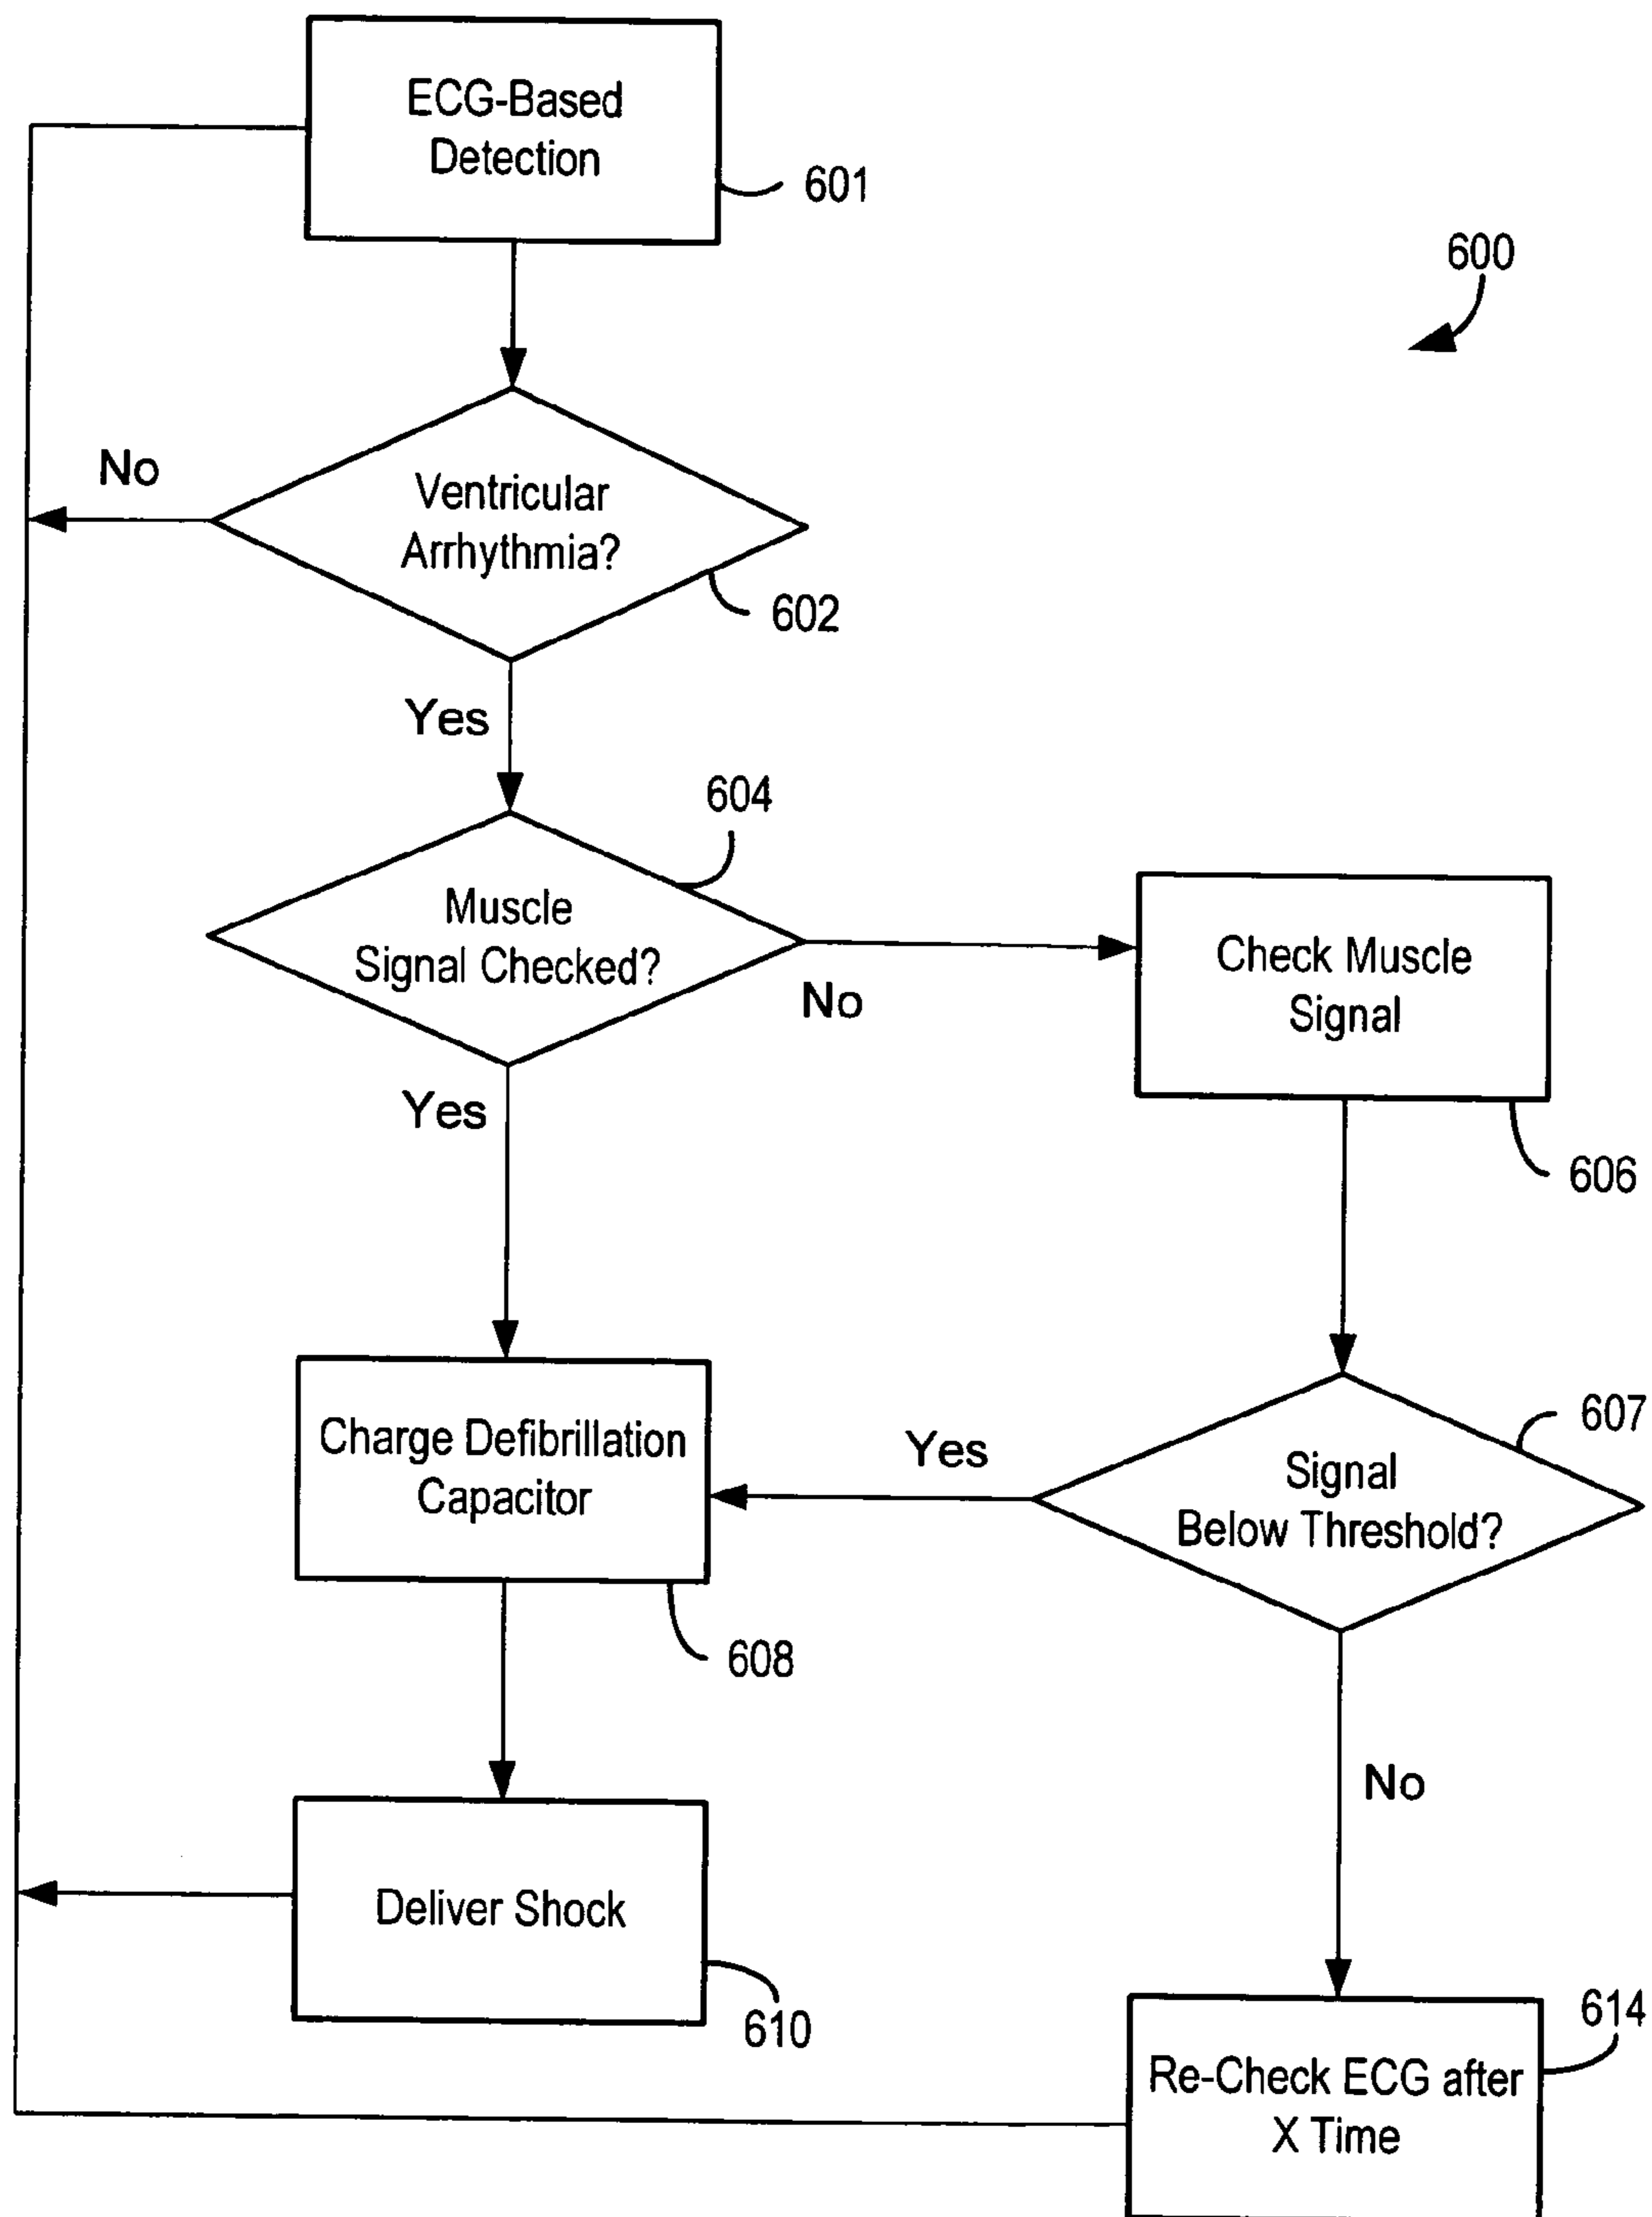 ECG-Based
Detection
601
600
No
Ventricular
Arrhythmia?
602
Yes
604
Muscle
Signal Checked?
No
Check Muscle
Signal
606
Yes
Charge Defibrillation
Capacitor
608
Yes
607
Signal
Below Threshold?
No
Deliver Shock
610
614
Re-Check ECG after
X Time